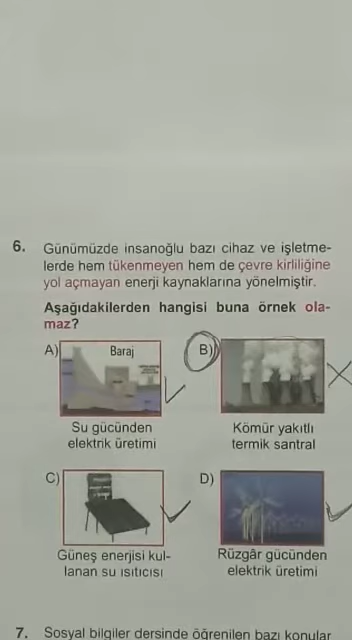 6. Günümüzde insanoğlu bazı cihaz ve işletme-
lerde hem tükenmeyen hem de çevre kirliliğine
yol açmayan enerji kaynaklarına yönelmiştir.
Aşağıdakilerden hangisi buna örnek ola-
maz?
A) Baraj
Su gücünden
elektrik üretimi
B)
Kömür yakıtlı
termik santral
C)
Güneş enerjisi kul-
lanan su ısıtıcısı
D)
Rüzgâr gücünden
elektrik üretimi
7. Sosyal bilgiler dersinde öğrenilen bazı konular